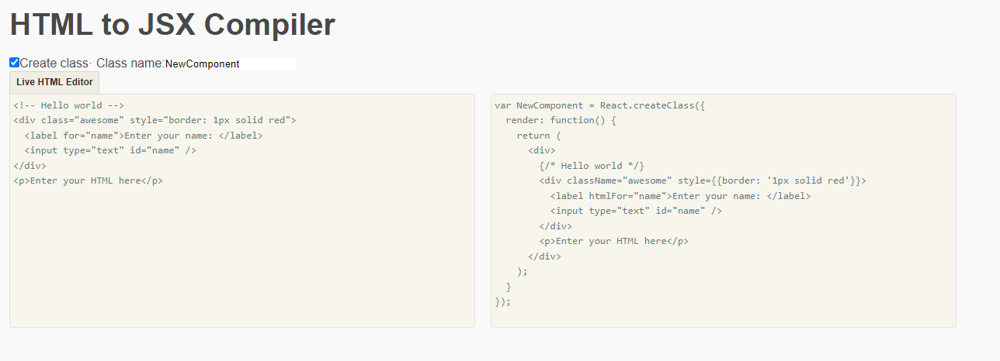 HTML to JSX Compiler
Create class· Class name:NewComponent
Live HTML Editor
<!-- Hello world -->
<div class="awesome" style="border: 1px solid red">
  <label for="name">Enter your name: </label>
  <input type="text" id="name" />
</div>
<p>Enter your HTML here</p>
var NewComponent = React.createClass({
  render: function() {
    return (
      <div>
        {/* Hello world */}
        <div className="awesome" style={{border: '1px solid red'}}>
          <label htmlFor="name">Enter your name: </label>
          <input type="text" id="name" />
        </div>
        <p>Enter your HTML here</p>
      </div>
    );
  }
});